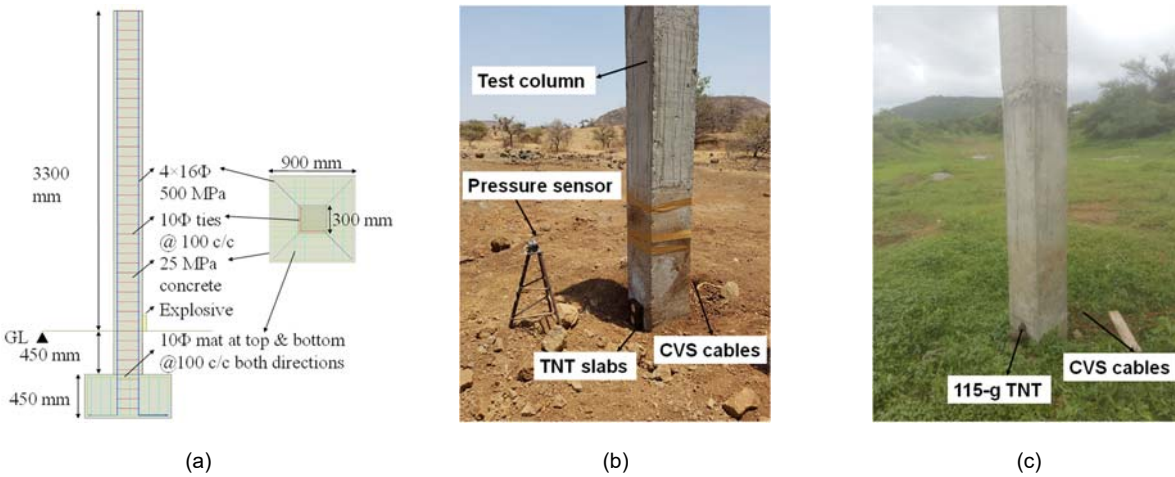 3300
mm
4×16Φ
500 MPa
10Φ ties
@ 100 c/c
25 MPa
concrete
Explosive
GL ▲
450 mm
10Φ mat at top & bottom
@100 c/c both directions
450 mm
900 mm
300 mm
(a)
Test column
Pressure sensor
TNT slabs
CVS cables
(b)
115-g TNT
CVS cables
(c)